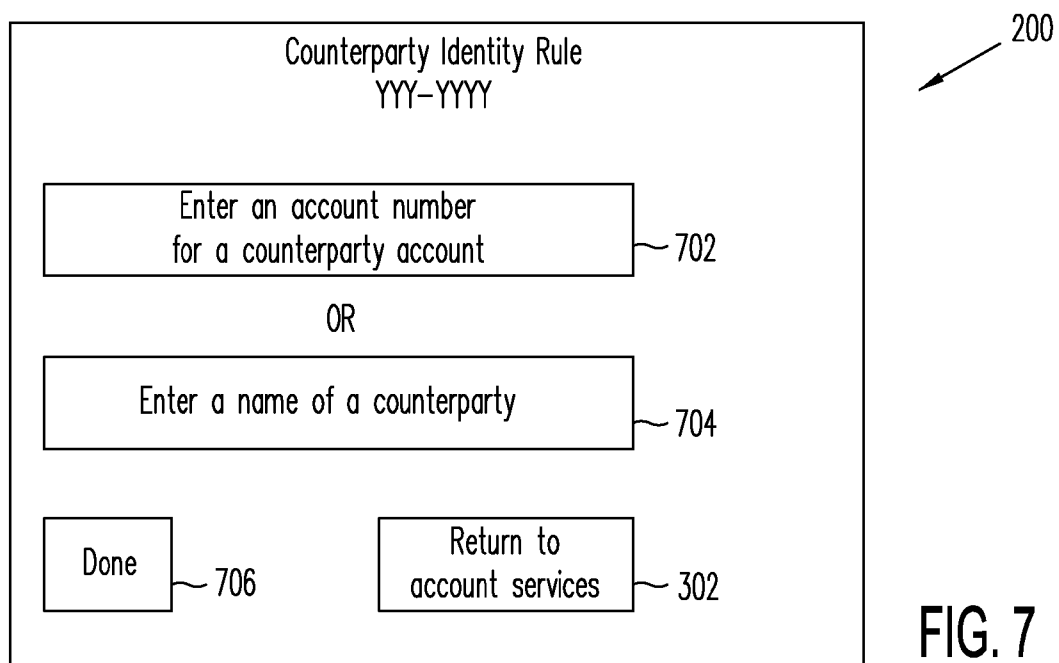 200
Counterparty Identity Rule
YYY-YYYY
Enter an account number
for a counterparty account
702
OR
Enter a name of a counterparty
704
Done
706
Return to
account services
302
FIG. 7